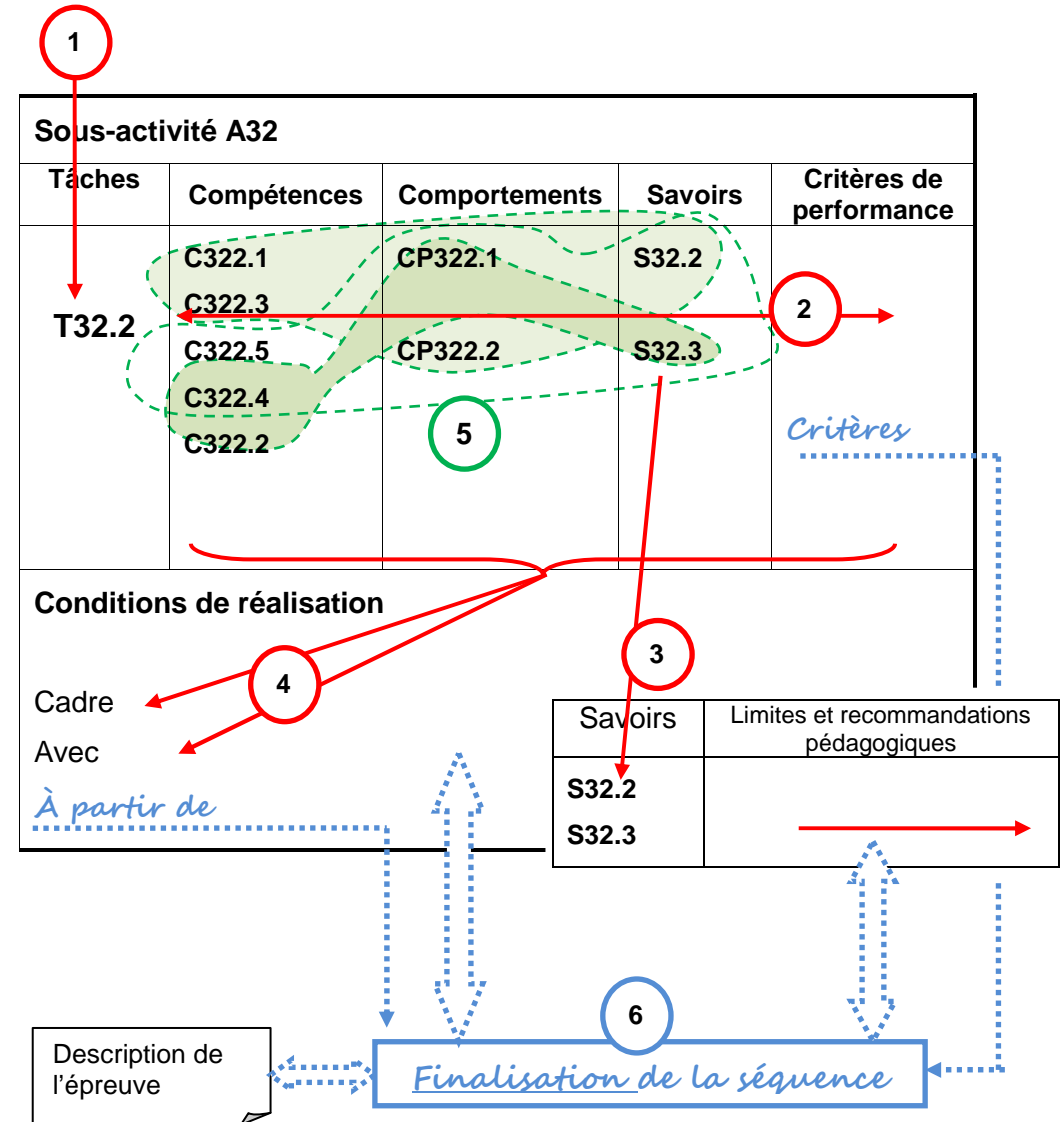 1
Sous-activité A32
Tâches
Compétences
Comportements
Savoirs
Critères de
performance
C322.1
CP322.1
S32.2
C322.3
2
T32.2
C322.5
CP322.2
S32.3
C322.4
C322.2
5
Critères
Conditions de réalisation
3
4
Cadre
Avec
À partir de
Savoirs
Limites et recommandations
pédagogiques
S32.2
S32.3
6
Description de
l’épreuve
Finalisation de la séquence